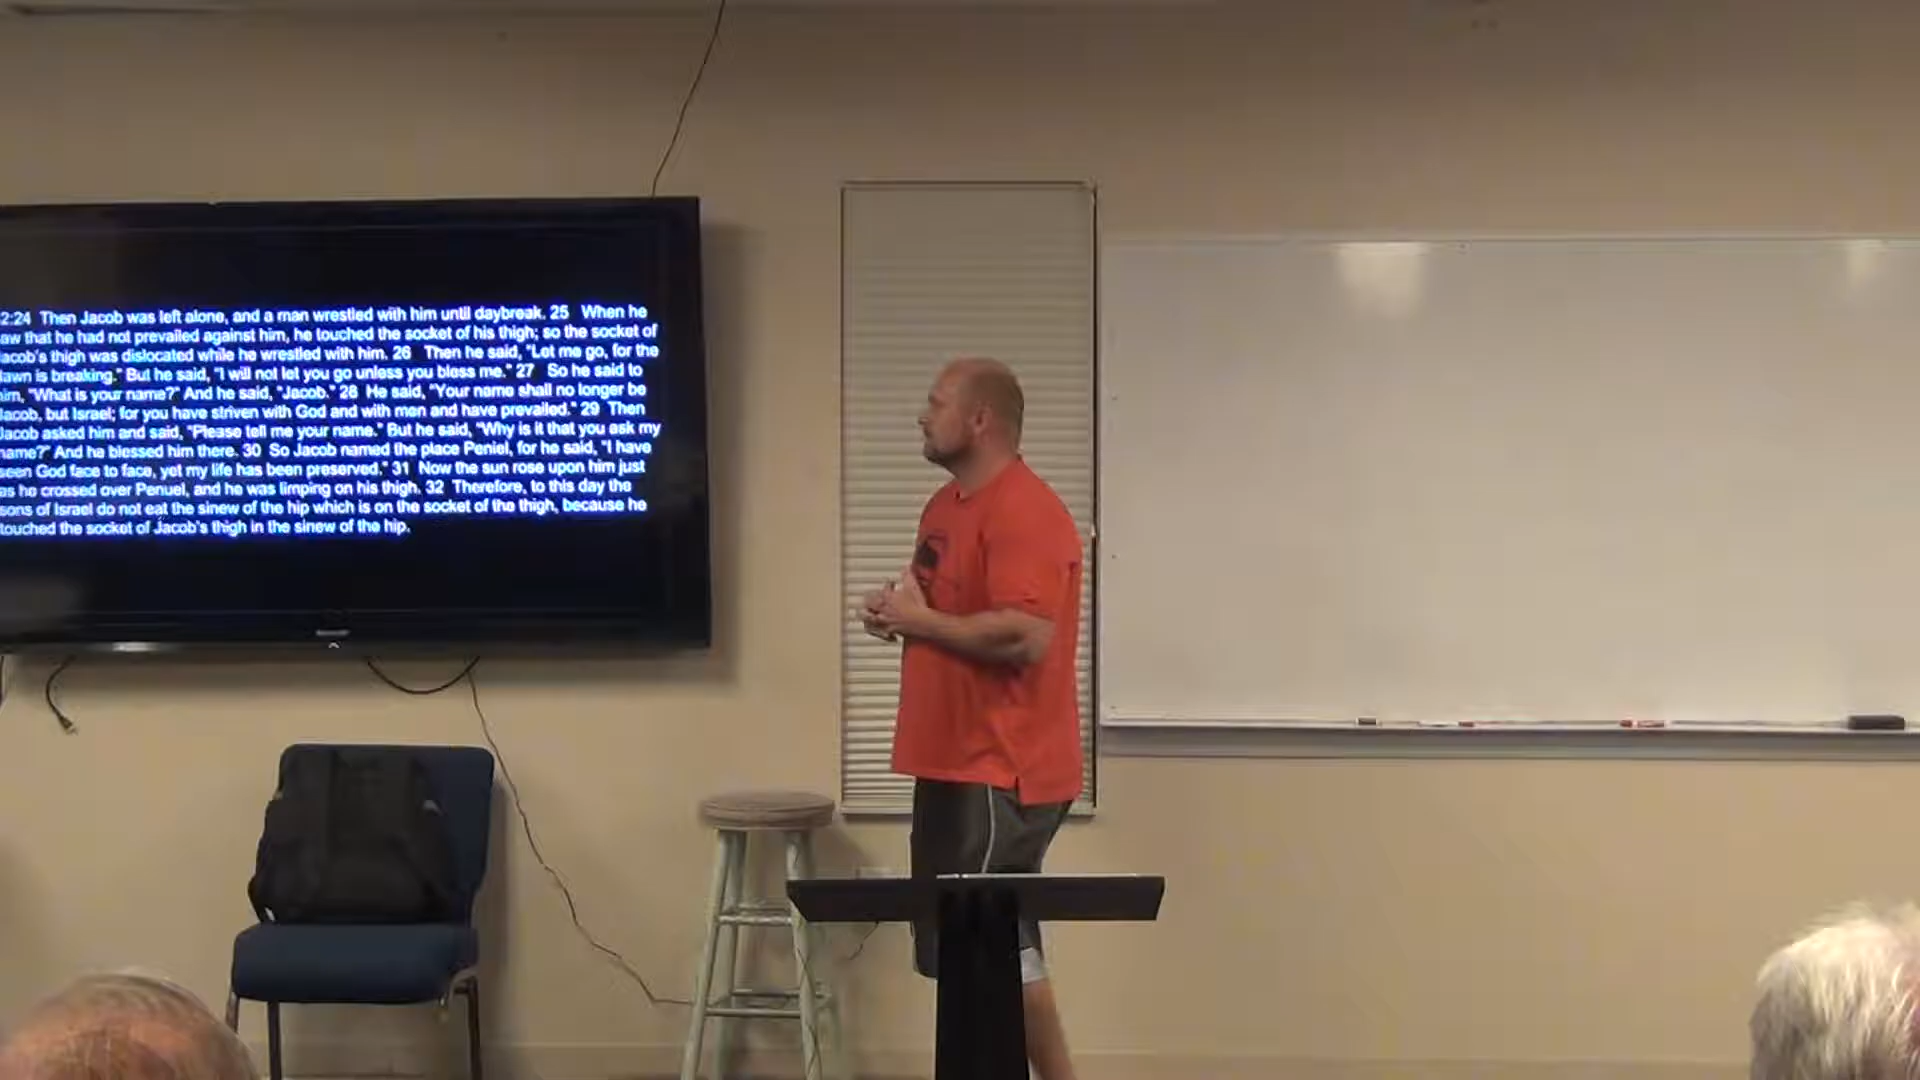 2:24 Then Jacob was left alone, and a man wrestled with him until daybreak. 25 When he
aw that he had not prevailed against him, he touched the socket of his thigh; so the socket of
acob's thigh was dislocated while he wrestled with him. 26 Then he said, "Let me go, for the
dawn is breaking." But he said, "I will not let you go unless you bless me." 27 So he said to
him, "What is your name?" And he said, "Jacob." 28 He said, "Your name shall no longer be
Jacob, but Israel; for you have striven with God and with men and have prevailed." 29 Then
Jacob asked him and said, "Please tell me your name." But he said, "Why is it that you ask my
name?" And he blessed him there. 30 So Jacob named the place Peniel, for he said, "I have
seen God face to face, yet my life has been preserved." 31 Now the sun rose upon him just
as he crossed over Penuel, and he was limping on his thigh. 32 Therefore, to this day the
sons of Israel do not eat the sinew of the hip which is on the socket of the thigh, because he
touched the socket of Jacob's thigh in the sinew of the hip.